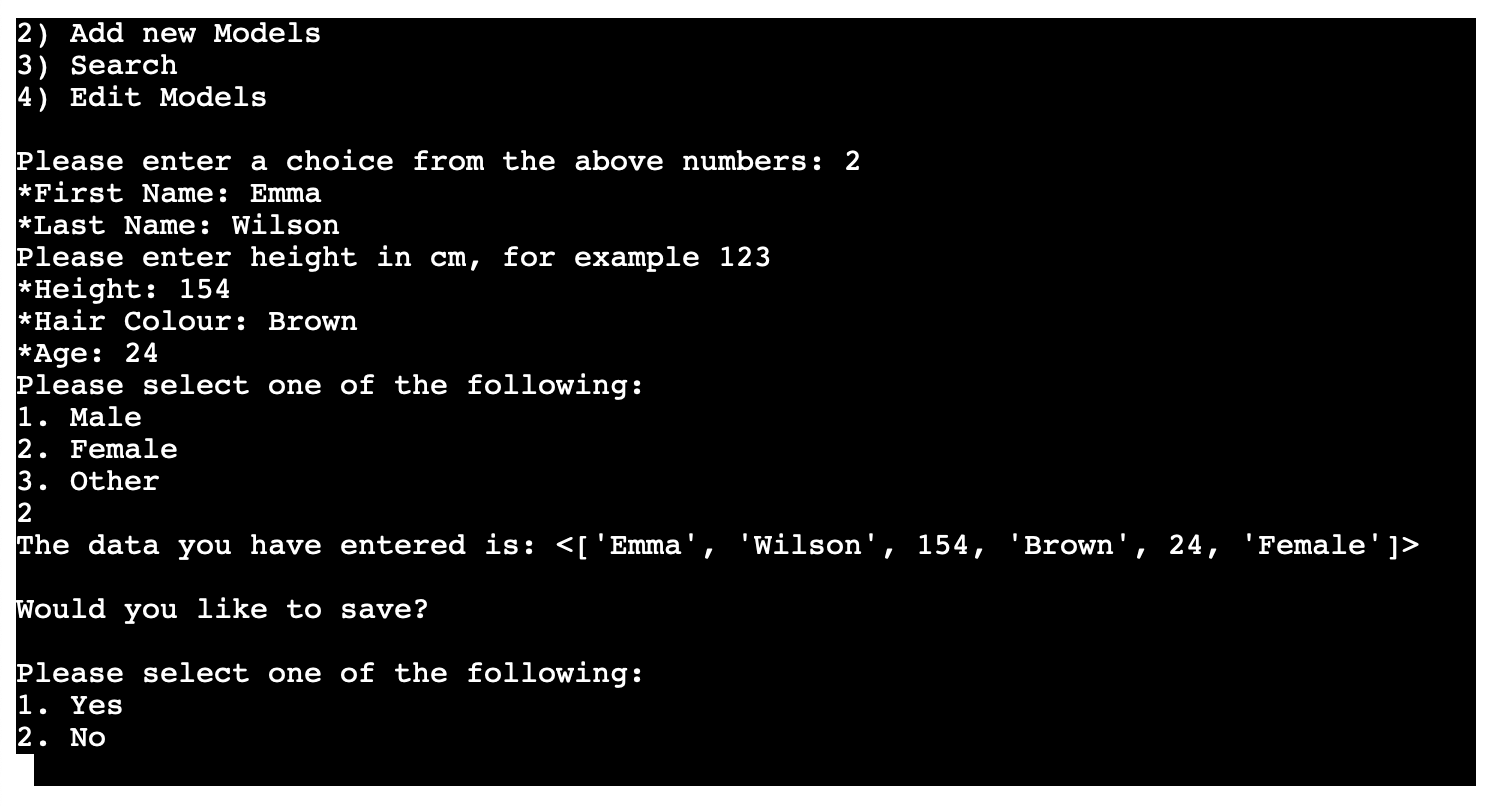 2) Add new Models
3) Search
4) Edit Models
Please enter a choice from the above numbers: 2
*First Name: Emma
*Last Name: Wilson
Please enter height in cm, for example 123
*Height: 154
*Hair Colour: Brown
*Age: 24
Please select one of the following:
1. Male
2. Female
3. Other
2
The data you have entered is: <['Emma', 'Wilson', 154, 'Brown', 24, 'Female']>
Would you like to save?
Please select one of the following:
1. Yes
2. No